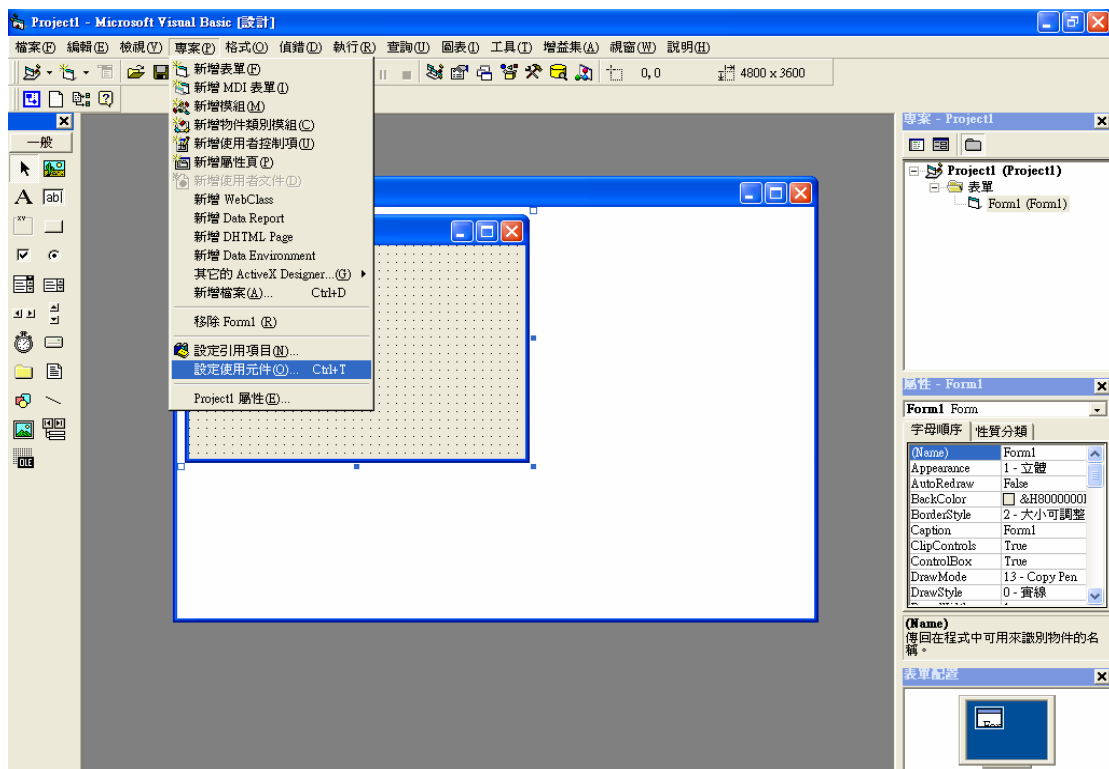 Project1 - Microsoft Visual Basic [設計]
檔案(F) 編輯(E) 檢視(V) 專案(P) 格式(O) 偵錯(D) 執行(R) 查詢(U) 圖表(I) 工具(T) 增益集(A) 視窗(W) 說明(H)
0, 0 4800 x 3600
新增表單(F)
新增 MDI 表單(I)
新增模組(M)
新增物件類別模組(C)
新增使用者控制項(U)
新增屬性頁(P)
新增使用者文件(D)
新增 WebClass
新增 Data Report
新增 DHTML Page
新增 Data Environment
其它的 ActiveX Designer...(G)
新增檔案(A)... Ctrl+D
移除 Form1 (R)
設定引用項目(N)...
設定使用元件(O)... Ctrl+T
Project1 屬性(E)...
一般
A ab|
xv
OLE
專案 - Project1
Project1 (Project1)
表單
Form1 (Form1)
屬性 - Form1
Form1 Form
字母順序 性質分類
(Name) Form1
Appearance 1 - 立體
AutoRedraw False
BackColor &H8000000
BorderStyle 2 - 大小可調整
Caption Form1
ClipControls True
ControlBox True
DrawMode 13 - Copy Pen
DrawStyle 0 - 實線
(Name)
傳回在程式中可用來識別物件的名
稱。
表單配置